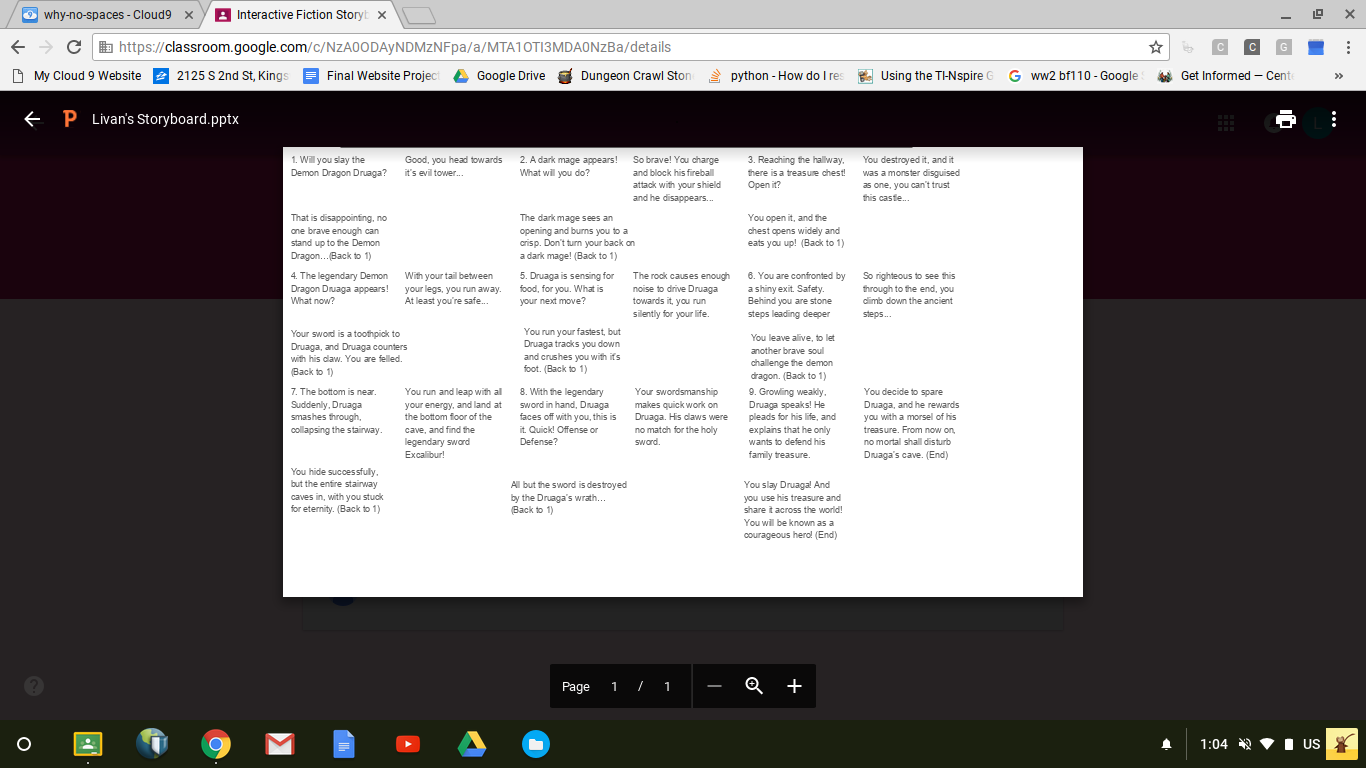 why-no-spaces - Cloud9
Interactive Fiction Storyb
https://classroom.google.com/c/NzA0ODAyNDMzNFpa/a/MTA1OTI3MDA0NzBa/details
My Cloud 9 Website
2125 S 2nd St, Kings
Final Website Projec
Google Drive
Dungeon Crawl Ston
python - How do I res
Using the TI-Nspire G
ww2 bf110 - Google
Get Informed — Cent
»
Livan's Storyboard.pptx
L
1. Will you slay the
Demon Dragon Druaga?
Good, you head towards
it's evil tower...
2. A dark mage appears!
What will you do?
So brave! You charge
and block his fireball
attack with your shield
and he disappears...
3. Reaching the hallway,
there is a treasure chest!
Open it?
You destroyed it, and it
was a monster disguised
as one, you can't trust
this castle...
That is disappointing, no
one brave enough can
stand up to the Demon
Dragon…(Back to 1)
The dark mage sees an
opening and burns you to a
crisp. Don't turn your back on
a dark mage! (Back to 1)
You open it, and the
chest opens widely and
eats you up! (Back to 1)
4. The legendary Demon
Dragon Druaga appears!
What now?
With your tail between
your legs, you run away.
At least you're safe...
5. Druaga is sensing for
food, for you. What is
your next move?
The rock causes enough
noise to drive Druaga
towards it, you run
silently for your life.
6. You are confronted by
a shiny exit. Safety.
Behind you are stone
steps leading deeper
So righteous to see this
through to the end, you
climb down the ancient
steps...
Your sword is a toothpick to
Druaga, and Druaga counters
with his claw. You are felled.
(Back to 1)
You run your fastest, but
Druaga tracks you down
and crushes you with it's
foot. (Back to 1)
You leave alive, to let
another brave soul
challenge the demon
dragon. (Back to 1)
7. The bottom is near.
Suddenly, Druaga
smashes through,
collapsing the stairway.
You run and leap with all
your energy, and land at
the bottom floor of the
cave, and find the
legendary sword
Excalibur!
8. With the legendary
sword in hand, Druaga
faces off with you, this is
it. Quick! Offense or
Defense?
Your swordsmanship
makes quick work on
Druaga. His claws were
no match for the holy
sword.
9. Growling weakly,
Druaga speaks! He
pleads for his life, and
explains that he only
wants to defend his
family treasure.
You decide to spare
Druaga, and he rewards
you with a morsel of his
treasure. From now on,
no mortal shall disturb
Druaga's cave. (End)
You hide successfully,
but the entire stairway
caves in, with you stuck
for eternity. (Back to 1)
All but the sword is destroyed
by the Druaga's wrath…
(Back to 1)
You slay Druaga! And
you use his treasure and
share it across the world!
You will be known as a
courageous hero! (End)
Page 1 / 1
1:04
US